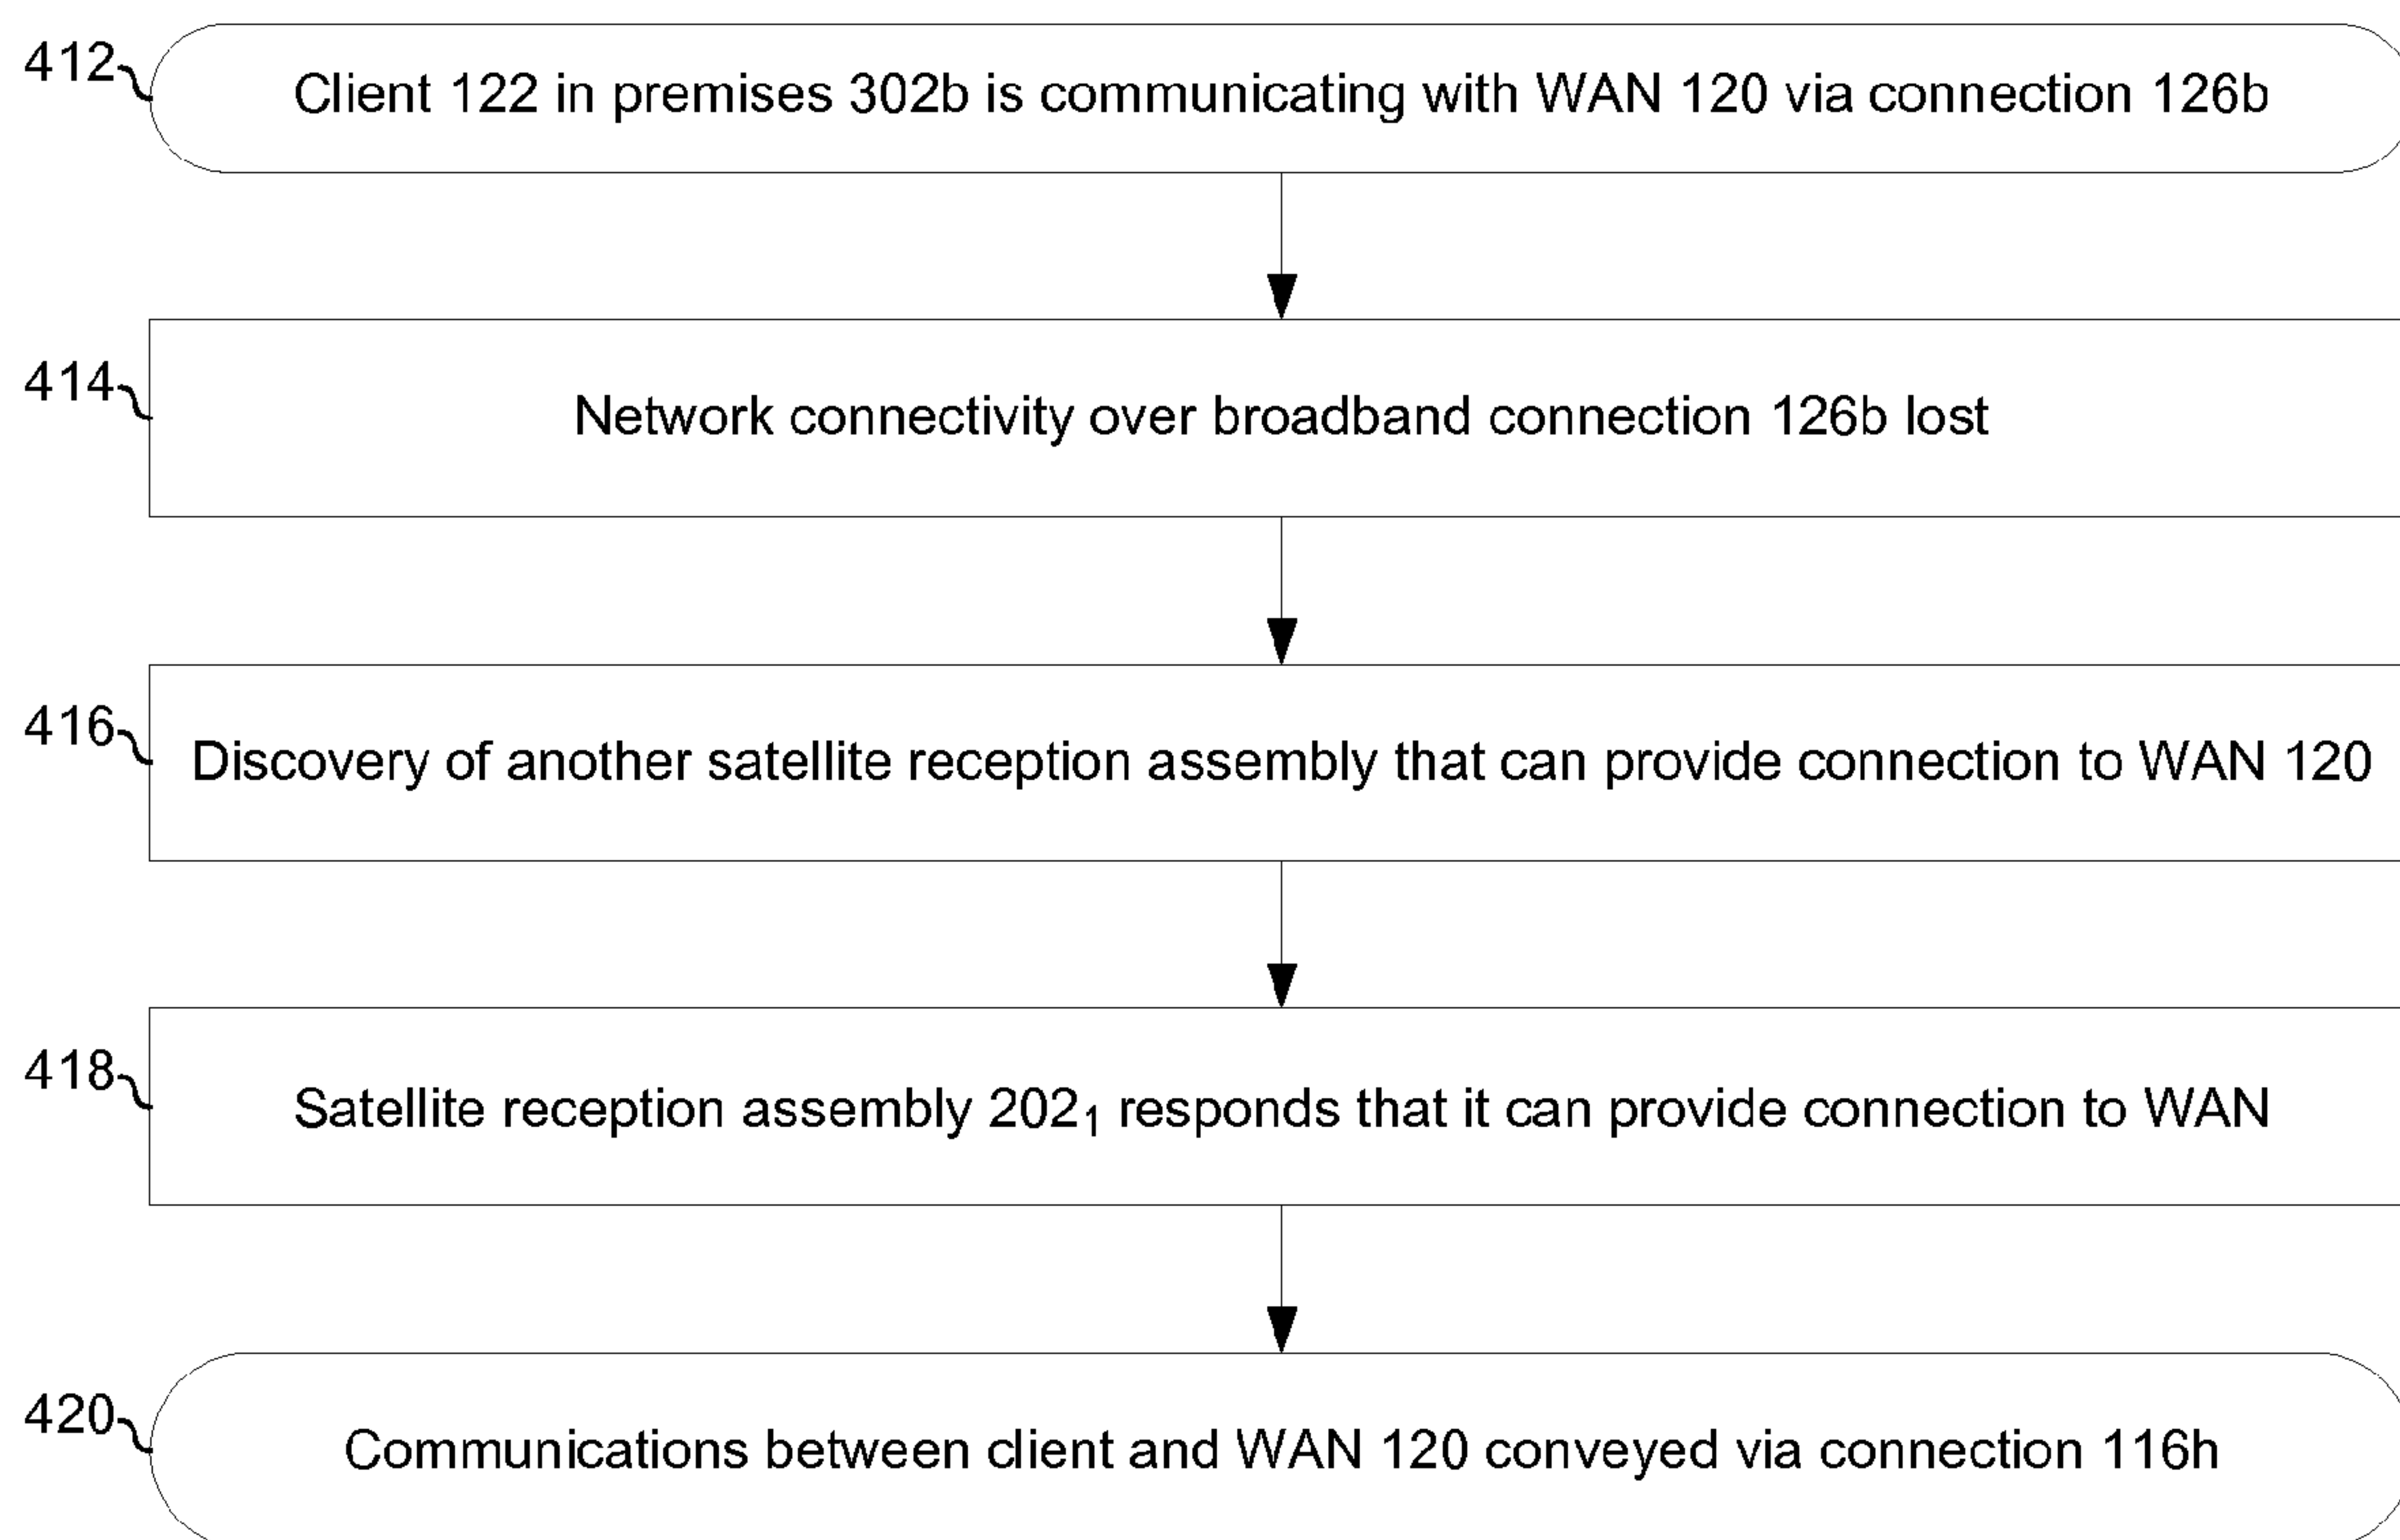 412
Client 122 in premises 302b is communicating with WAN 120 via connection 126b
414
Network connectivity over broadband connection 126b lost
416
Discovery of another satellite reception assembly that can provide connection to WAN 120
418
Satellite reception assembly 202₁ responds that it can provide connection to WAN
420
Communications between client and WAN 120 conveyed via connection 116h